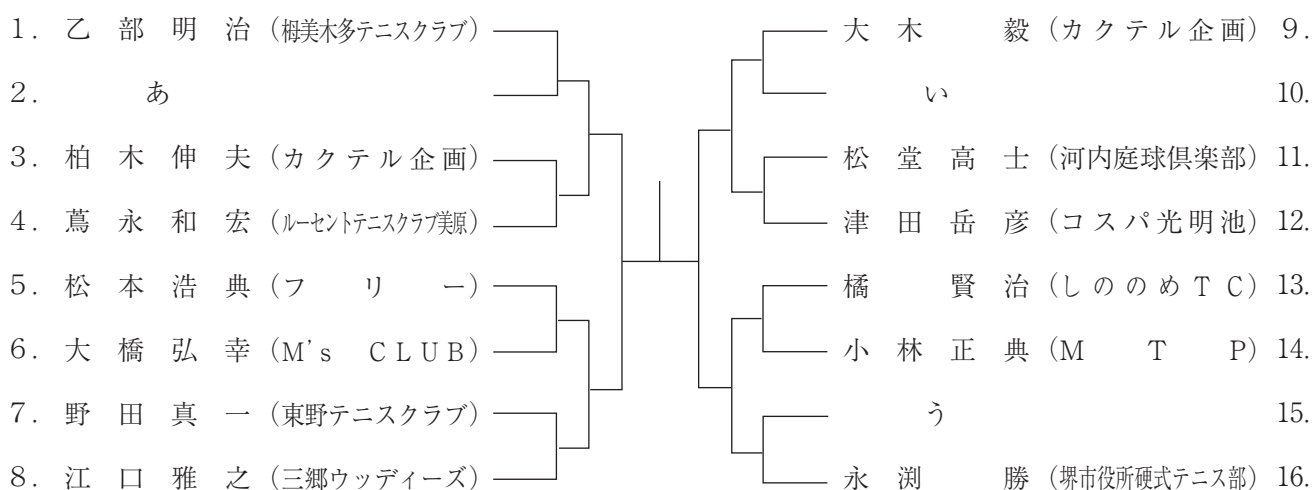 1. 乙部明治 (栂美木多テニスクラブ)
2. あ
3. 柏木伸夫 (カクテル企画)
4. 蔦永和宏 (ルーセントテニスクラブ美原)
5. 松本浩典 (フリー)
6. 大橋弘幸 (M's CLUB)
7. 野田真一 (東野テニスクラブ)
8. 江口雅之 (三郷ウッディーズ)
大木毅 (カクテル企画) 9.
い 10.
松堂高士 (河内庭球倶楽部) 11.
津田岳彦 (コスパ光明池) 12.
橘賢治 (しののめTC) 13.
小林正典 (MTP) 14.
う 15.
永渕勝 (堺市役所硬式テニス部) 16.